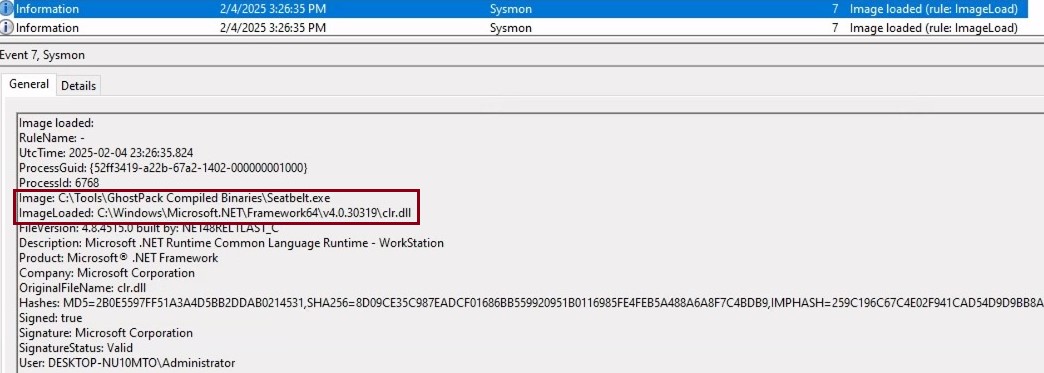 Information 2/4/2025 3:26:35 PM Sysmon 7 Image loaded (rule: ImageLoad)
Information 2/4/2025 3:26:35 PM Sysmon 7 Image loaded (rule: ImageLoad)
Event 7, Sysmon
General Details
Image loaded:
RuleName: -
UtcTime: 2025-02-04 23:26:35.824
ProcessGuid: {52ff3419-a22b-67a2-1402-000000001000}
ProcessId: 6768
Image: C:\Tools\GhostPack Compiled Binaries\Seatbelt.exe
ImageLoaded: C:\Windows\Microsoft.NET\Framework64\v4.0.30319\clr.dll
FileVersion: 4.8.4515.0 built by: NET48REL1LAST_C
Description: Microsoft .NET Runtime Common Language Runtime - WorkStation
Product: Microsoft® .NET Framework
Company: Microsoft Corporation
OriginalFileName: clr.dll
Hashes: MD5=2B0E5597FF51A3A4D5BB2DDAB0214531,SHA256=8D09CE35C987EADCF01686BB559920951B0116985FE4FEB5A488A6A8F7C4BDB9,IMPHASH=259C196C67C4E02F941CAD54D9D9BB8A
Signed: true
Signature: Microsoft Corporation
SignatureStatus: Valid
User: DESKTOP-NU10MTO\Administrator